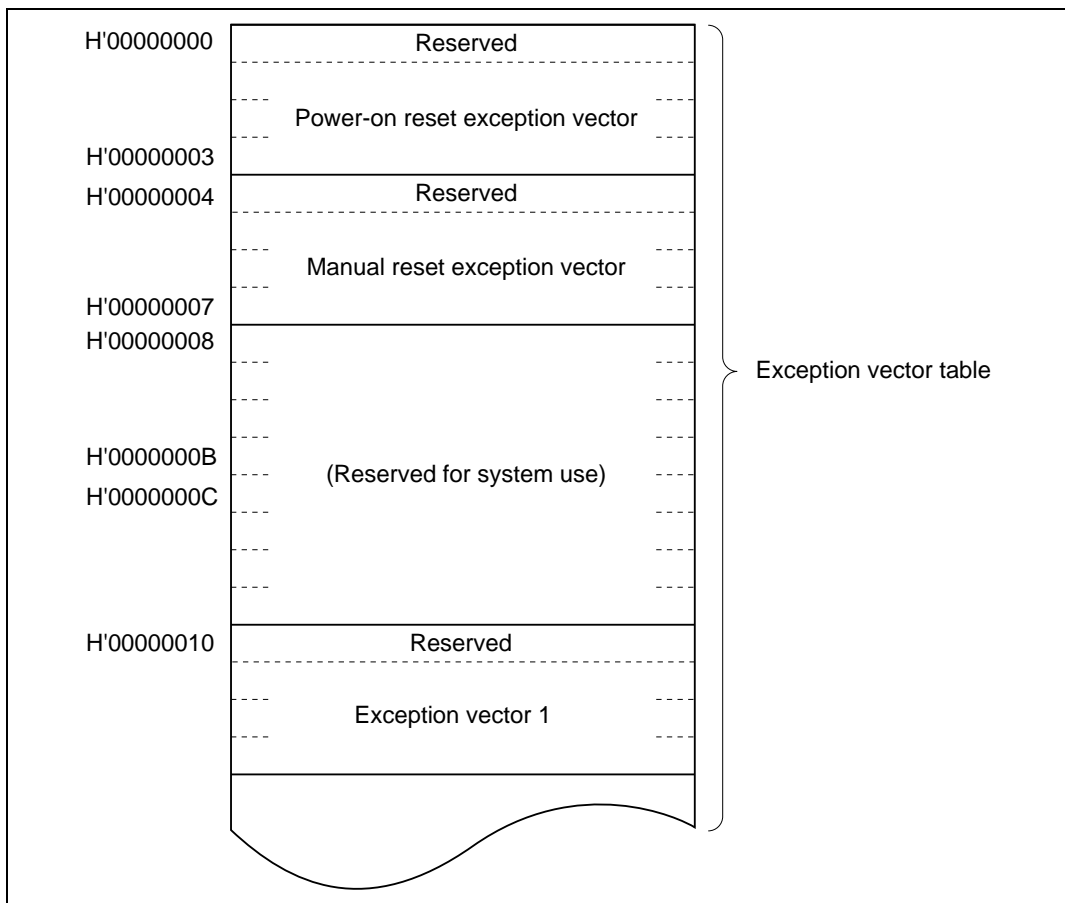 H'00000000
Reserved
Power-on reset exception vector
H'00000003
H'00000004
Reserved
Manual reset exception vector
H'00000007
H'00000008
Exception vector table
H'0000000B
(Reserved for system use)
H'0000000C
H'00000010
Reserved
Exception vector 1